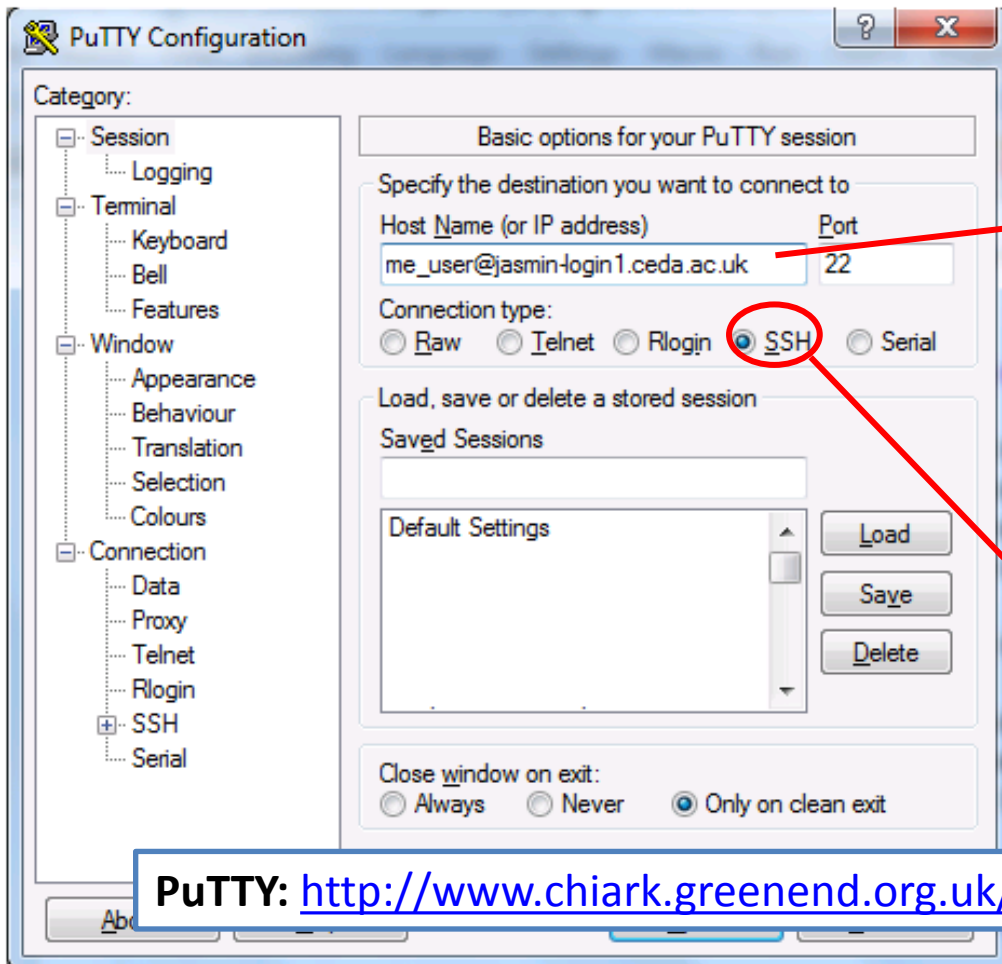 PuTTY Configuration
Category:
Session
Logging
Terminal
Keyboard
Bell
Features
Window
Appearance
Behaviour
Translation
Selection
Colours
Connection
Data
Proxy
Telnet
Rlogin
SSH
Serial
Basic options for your PuTTY session
Specify the destination you want to connect to
Host Name (or IP address) Port
me_user@jasmin-login1.ceda.ac.uk 22
Connection type:
Raw Telnet Rlogin SSH Serial
Load, save or delete a stored session
Saved Sessions
Default Settings
Load
Save
Delete
Close window on exit:
Always Never Only on clean exit
PuTTY: http://www.chiark.greenend.org.uk/